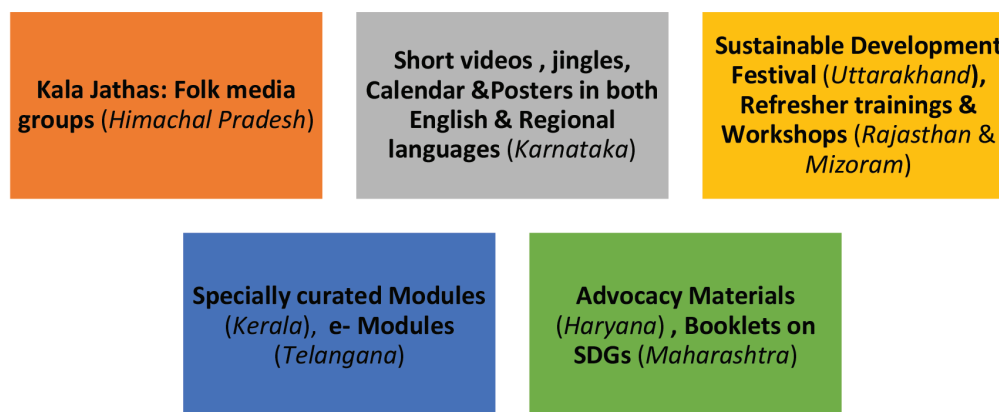 Kala Jathas: Folk media
groups (Himachal Pradesh)
Short videos , jingles,
Calendar &Posters in both
English & Regional
languages (Karnataka)
Sustainable Development
Festival (Uttarakhand),
Refresher trainings &
Workshops (Rajasthan &
Mizoram)
Specially curated Modules
(Kerala), e- Modules
(Telangana)
Advocacy Materials
(Haryana) , Booklets on
SDGs (Maharashtra)